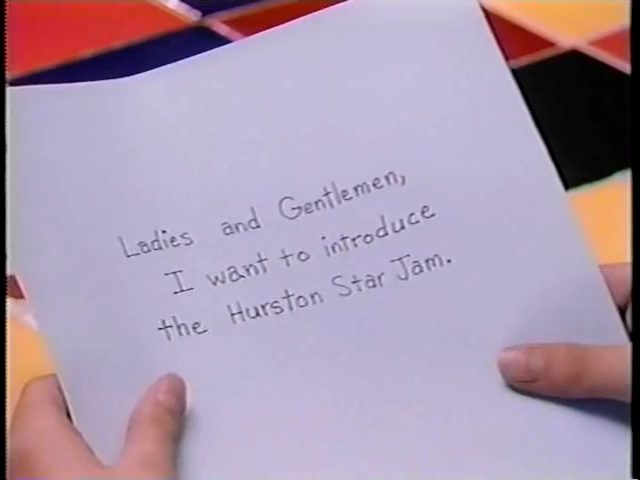 Ladies and Gentlemen,
I want to introduce
the Hurston Star Jam.